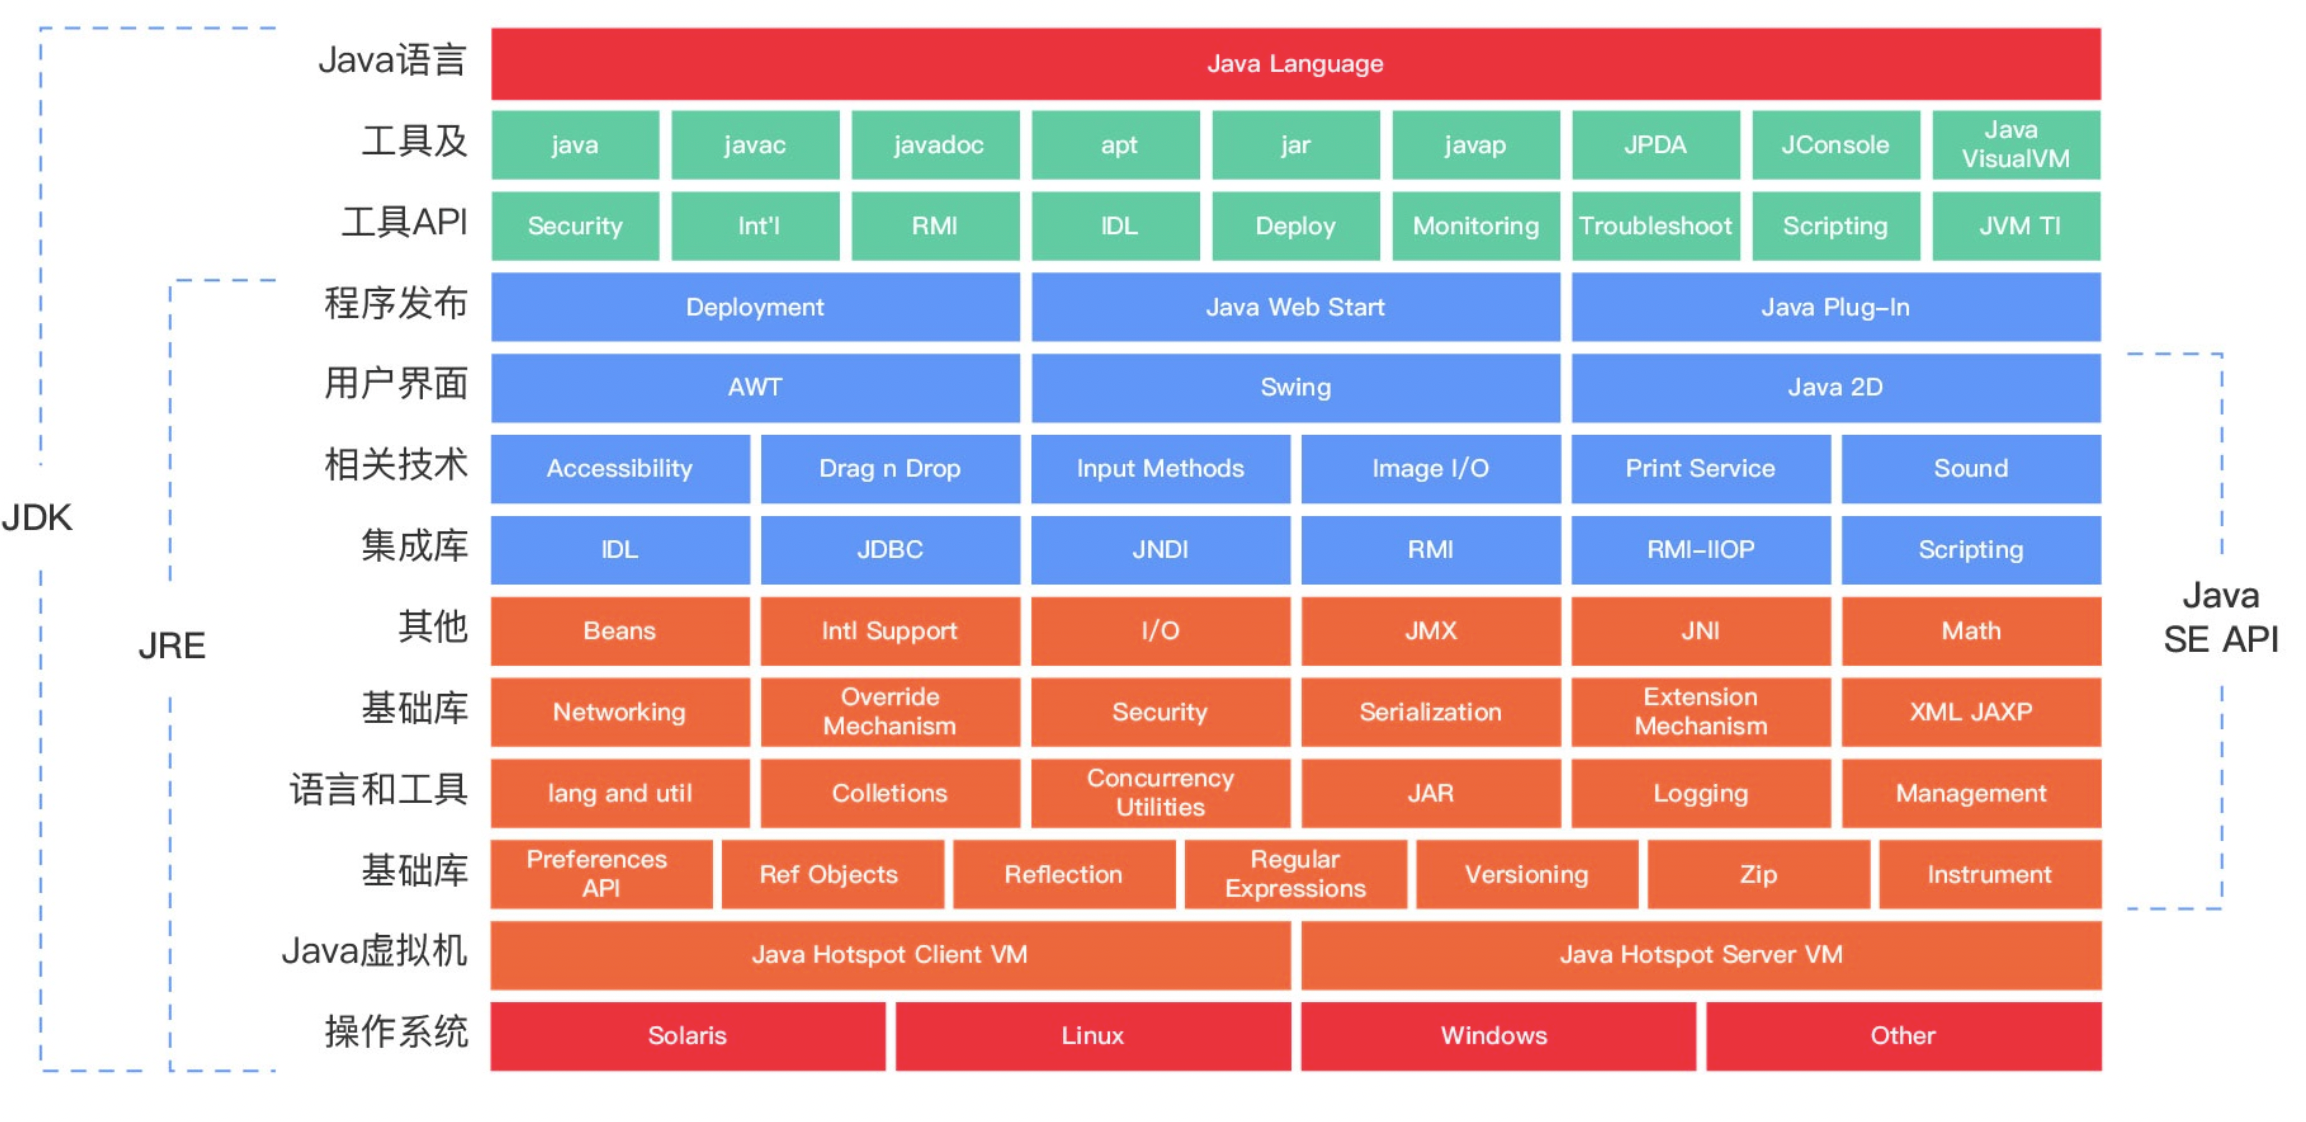 Java语言
Java Language
工具及
java
javac
javadoc
apt
jar
javap
JPDA
JConsole
Java
VisualVM
工具API
Security
Int'l
RMI
IDL
Deploy
Monitoring
Troubleshoot
Scripting
JVM TI
程序发布
Deployment
Java Web Start
Java Plug-In
用户界面
AWT
Swing
Java 2D
相关技术
Accessibility
Drag n Drop
Input Methods
Image I/O
Print Service
Sound
JDK
集成库
IDL
JDBC
JNDI
RMI
RMI-IIOP
Scripting
Java
SE API
JRE
其他
Beans
Intl Support
I/O
JMX
JNI
Math
基础库
Networking
Override
Mechanism
Security
Serialization
Extension
Mechanism
XML JAXP
语言和工具
lang and util
Colletions
Concurrency
Utilities
JAR
Logging
Management
基础库
Preferences
API
Ref Objects
Reflection
Regular
Expressions
Versioning
Zip
Instrument
Java虚拟机
Java Hotspot Client VM
Java Hotspot Server VM
操作系统
Solaris
Linux
Windows
Other